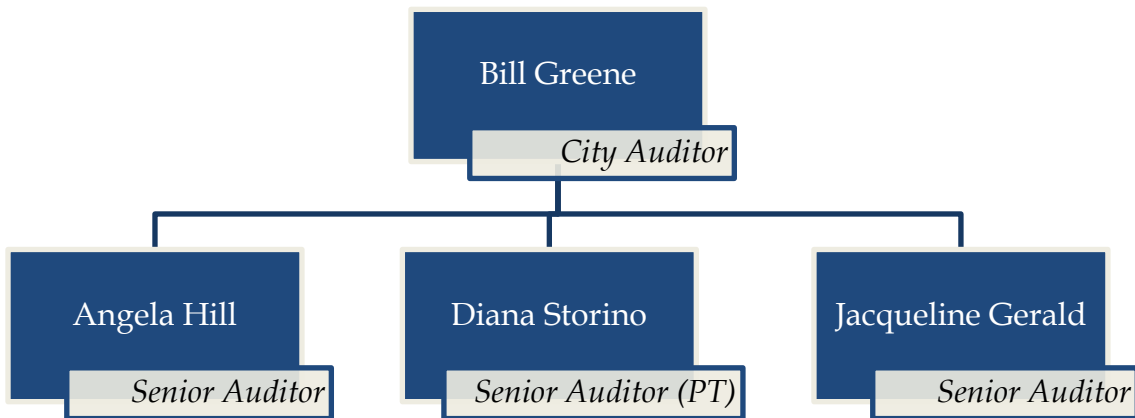 Bill Greene
City Auditor
Angela Hill
Senior Auditor
Diana Storino
Senior Auditor (PT)
Jacqueline Gerald
Senior Auditor